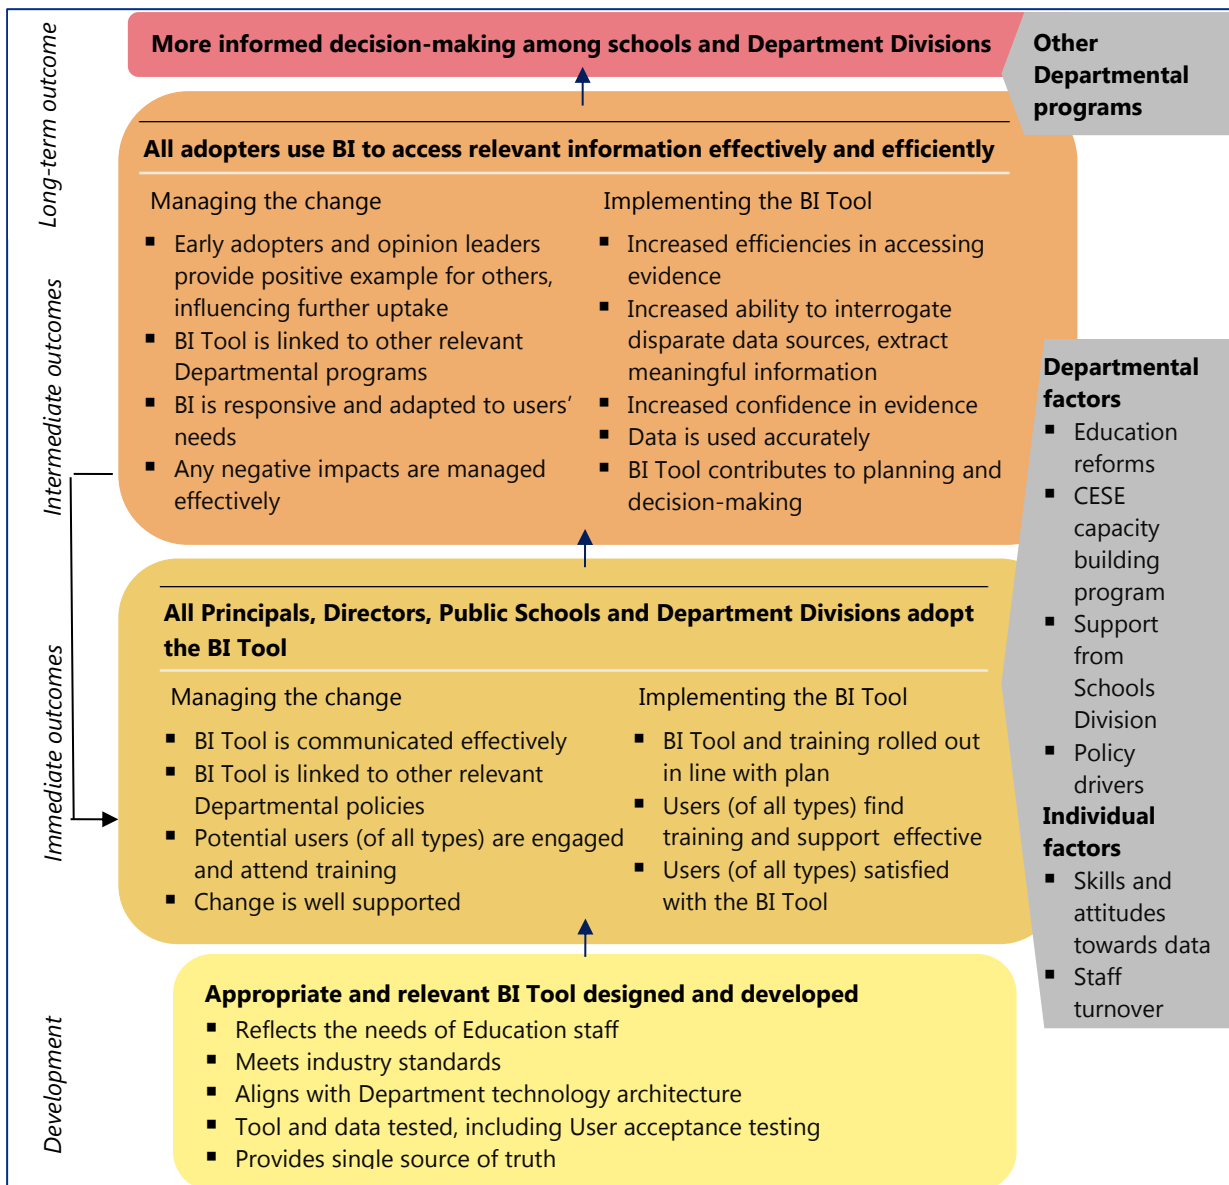 Long-term outcome
More informed decision-making among schools and Department Divisions
Other
Departmental
programs
Intermediate outcomes
All adopters use BI to access relevant information effectively and efficiently
Managing the change
▪ Early adopters and opinion leaders
provide positive example for others,
influencing further uptake
▪ BI Tool is linked to other relevant
Departmental programs
▪ BI is responsive and adapted to users’
needs
▪ Any negative impacts are managed
effectively
Implementing the BI Tool
▪ Increased efficiencies in accessing
evidence
▪ Increased ability to interrogate
disparate data sources, extract
meaningful information
▪ Increased confidence in evidence
▪ Data is used accurately
▪ BI Tool contributes to planning and
decision-making
Departmental
factors
▪ Education
reforms
▪ CESE
capacity
building
program
▪ Support
from
Schools
Division
▪ Policy
drivers
Individual
factors
▪ Skills and
attitudes
towards data
▪ Staff
turnover
Immediate outcomes
All Principals, Directors, Public Schools and Department Divisions adopt
the BI Tool
Managing the change
▪ BI Tool is communicated effectively
▪ BI Tool is linked to other relevant
Departmental policies
▪ Potential users (of all types) are engaged
and attend training
▪ Change is well supported
Implementing the BI Tool
▪ BI Tool and training rolled out
in line with plan
▪ Users (of all types) find
training and support effective
▪ Users (of all types) satisfied
with the BI Tool
Development
Appropriate and relevant BI Tool designed and developed
▪ Reflects the needs of Education staff
▪ Meets industry standards
▪ Aligns with Department technology architecture
▪ Tool and data tested, including User acceptance testing
▪ Provides single source of truth